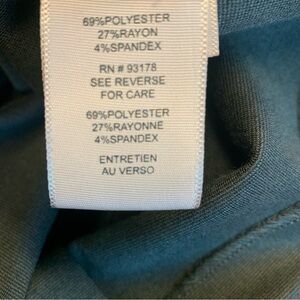 69%POLYESTER
27%RAYON
4%SPANDEX
RN # 93178
SEE REVERSE
FOR CARE
69%POLYESTER
27%RAYONNE
4%SPANDEX
ENTRETIEN
AU VERSO